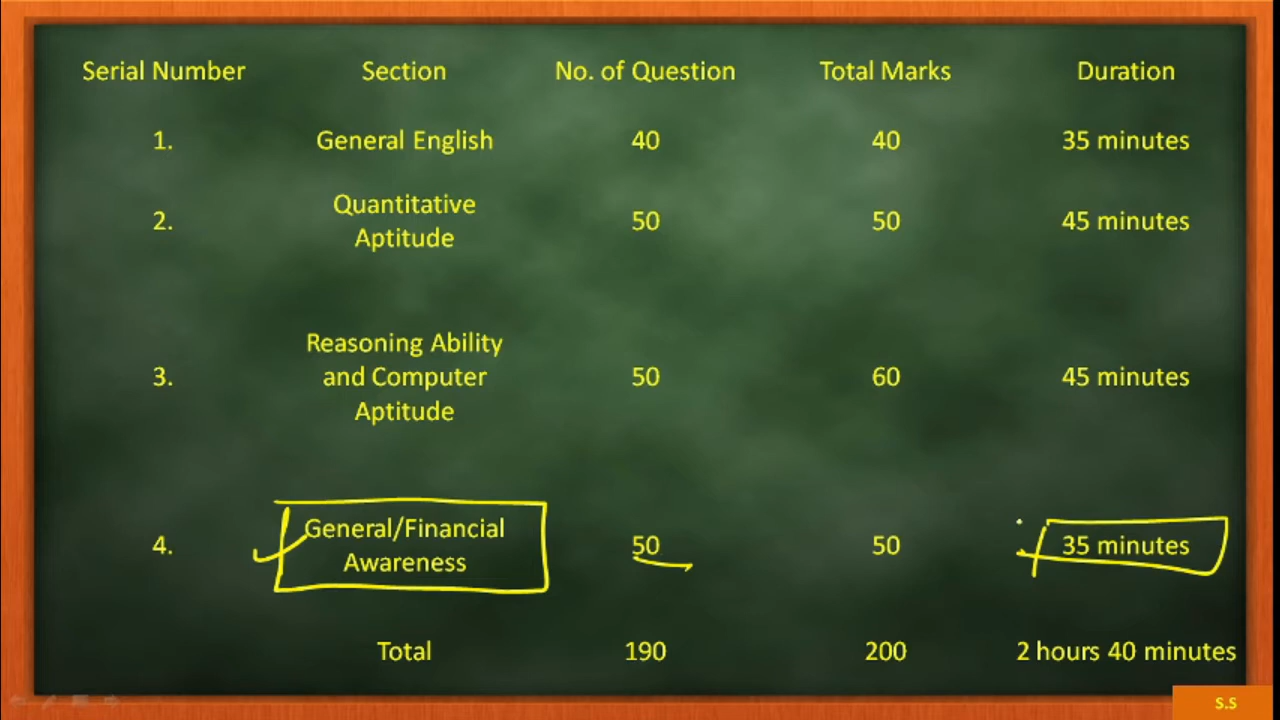 Serial Number Section No. of Question Total Marks Duration
1. General English 40 40 35 minutes
Quantitative
2. Aptitude 50 50 45 minutes
Reasoning Ability
3. and Computer 50 60 45 minutes
Aptitude
General/Financial
4. Awareness 50 50 35 minutes
Total 190 200 2 hours 40 minutes
S.S